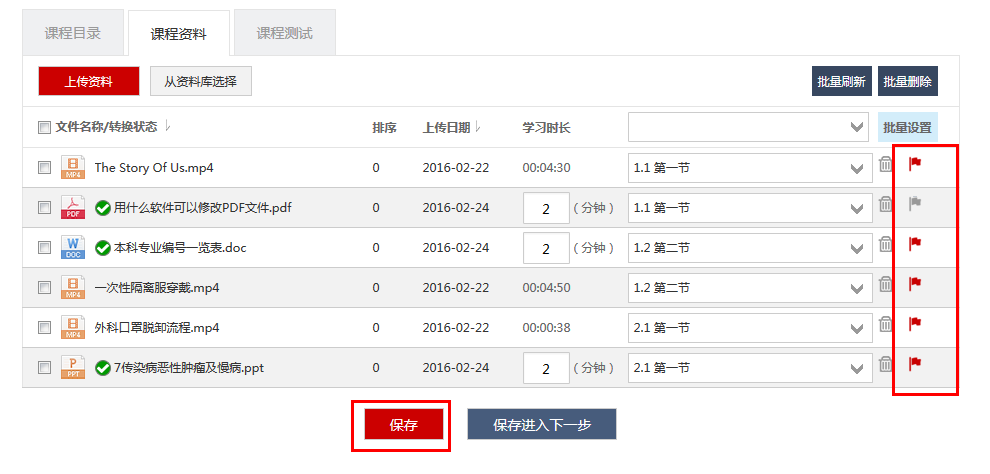 课程目录 课程资料 课程测试
上传资料 从资料库选择 批量刷新 批量删除
文件名称/转换状态 排序 上传日期 学习时长 批量设置
MP4 The Story Of Us.mp4 0 2016-02-22 00:04:30 1.1 第一节
PDF 用什么软件可以修改PDF文件.pdf 0 2016-02-24 2 (分钟) 1.1 第一节
W DOC 本科专业编号一览表.doc 0 2016-02-24 2 (分钟) 1.2 第二节
MP4 一次性隔离服穿戴.mp4 0 2016-02-22 00:04:50 1.2 第二节
MP4 外科口罩脱卸流程.mp4 0 2016-02-22 00:00:38 2.1 第一节
P PPT 7传染病恶性肿瘤及慢病.ppt 0 2016-02-24 2 (分钟) 2.1 第一节
保存 保存进入下一步